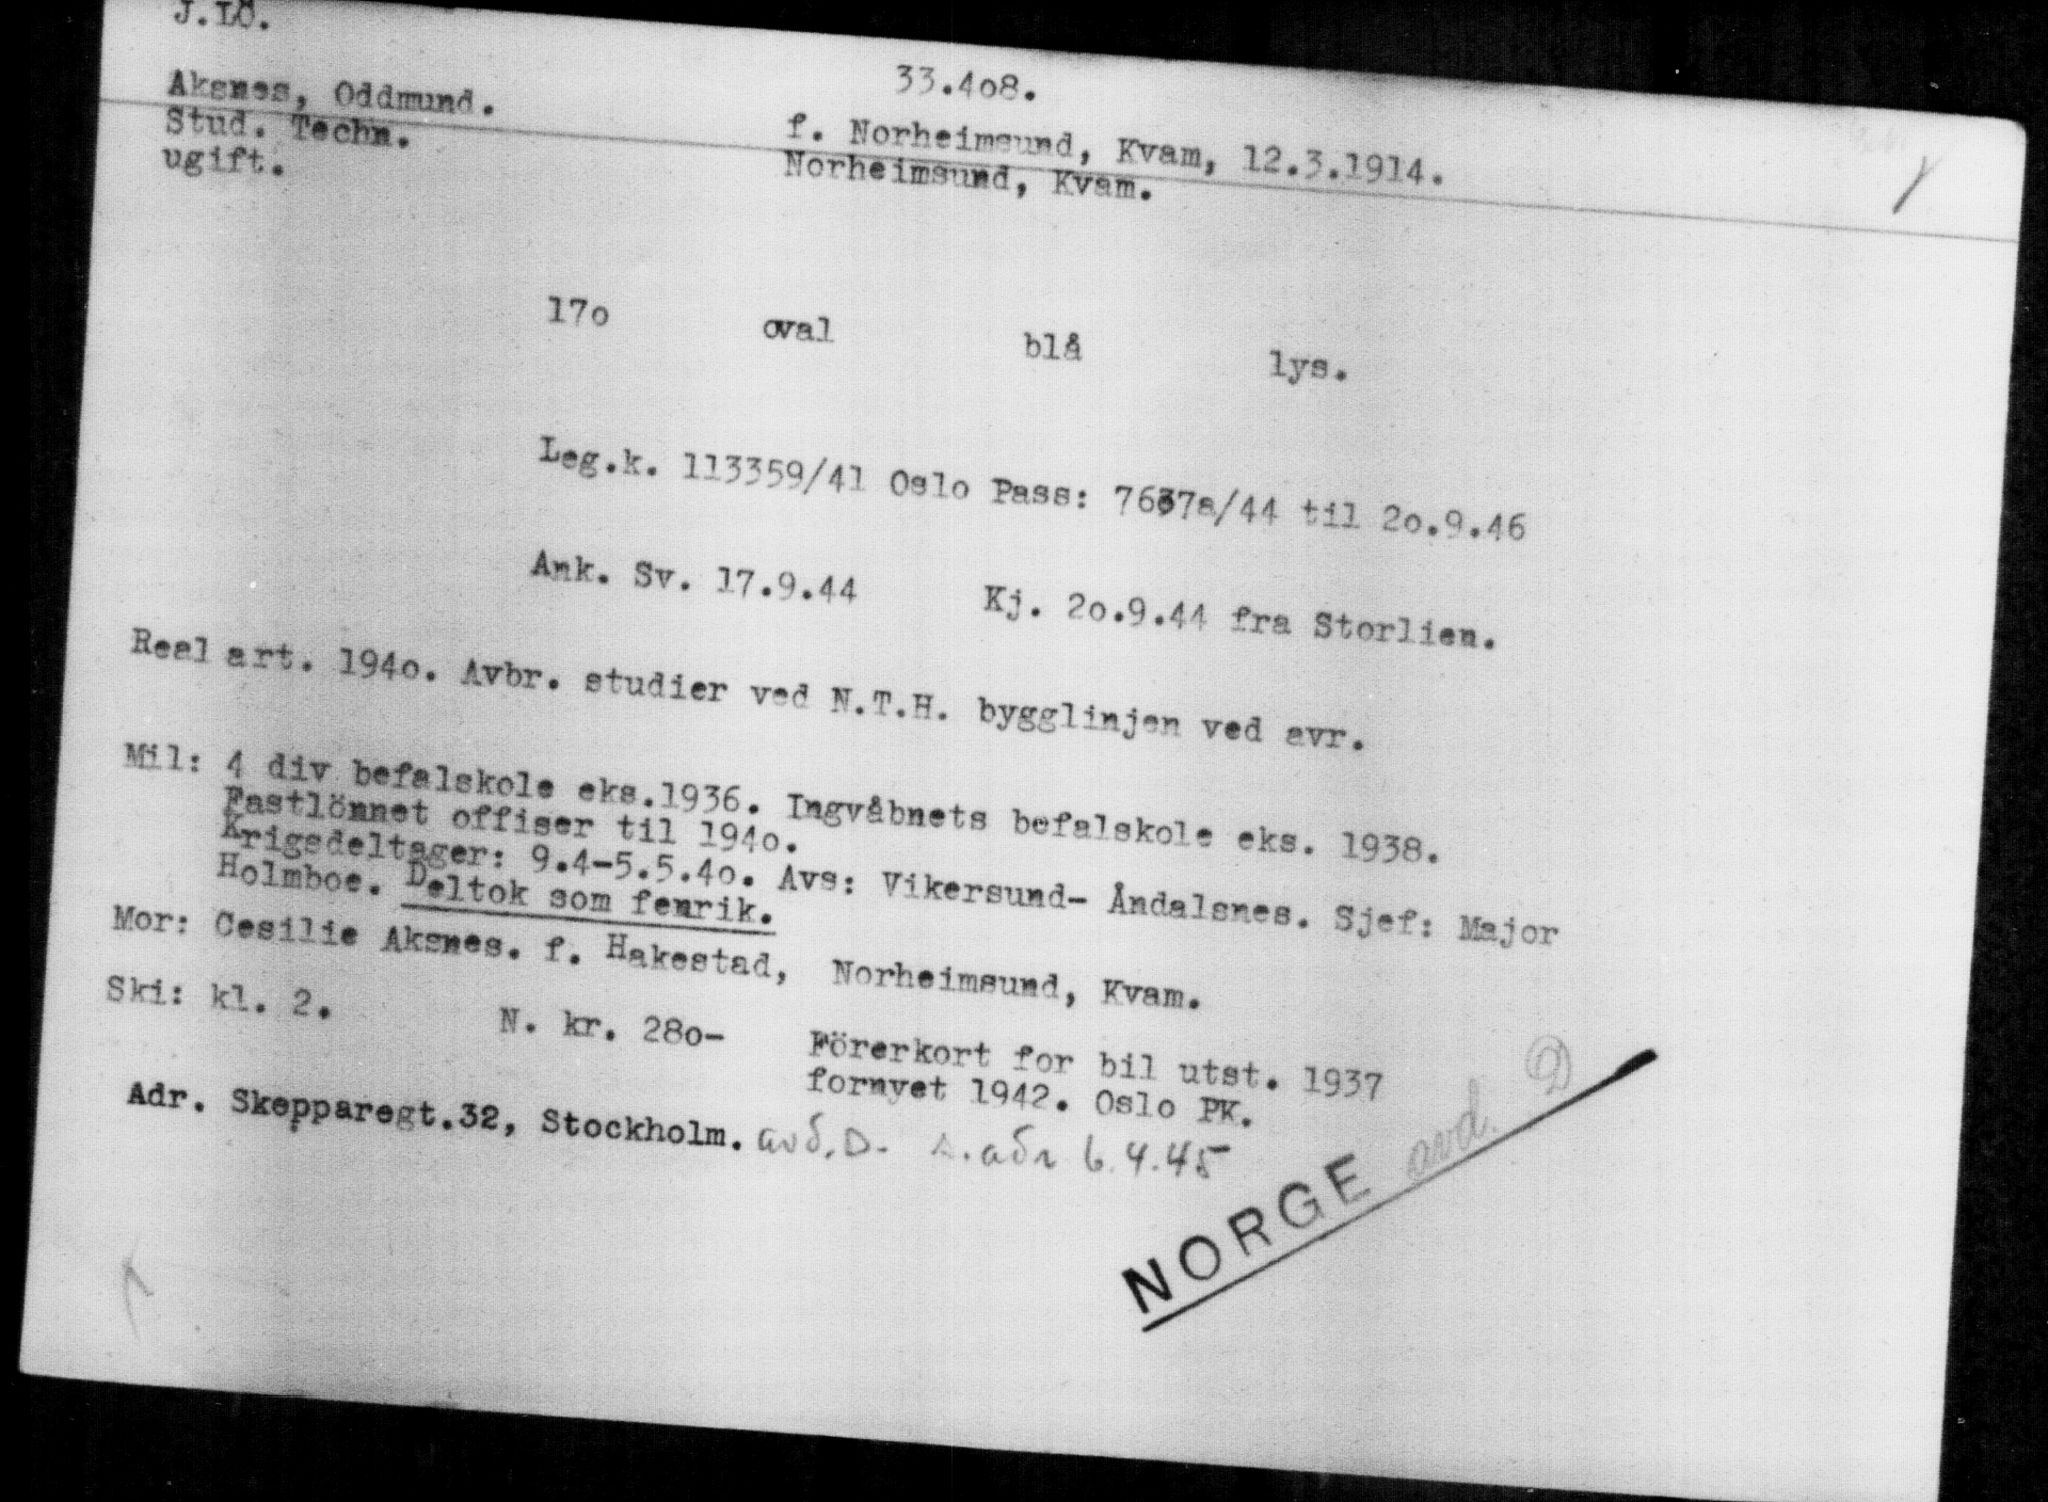 J.LÖ.
33.4o8.
Aksnes, Oddmund.
f. Norheimsund, Kvam, 12.3.1914.
Stud. Techn.
Norheimsund, Kvam.
ugift.
17o oval blå lys.
Leg.k. 113359/41 Oslo Pass: 7637a/44 til 2o.9.46
Ank. Sv. 17.9.44 Kj. 2o.9.44 fra Storlien.
Real art. 194o. Avbr. studier ved N.T.H. bygglinjen ved avr.
Mil: 4 div befalskole eks.1936. Ingvåbnets befalskole eks. 1938.
Fastlönnet offiser til 194o.
Krigsdeltager: 9.4-5.5.4o. Avs: Vikersund- Åndalsnes. Sjef: Major
Holmboe. Deltok som fenrik.
Mor: Cesilie Aksnes. f. Hakestad, Norheimsund, Kvam.
Ski: kl. 2. N. kr. 28o- Förerkort for bil utst. 1937
fornyet 1942. Oslo PK.
Adr. Skepparegt.32, Stockholm. avd. D. adr 6.4.45
NORGE avd. D